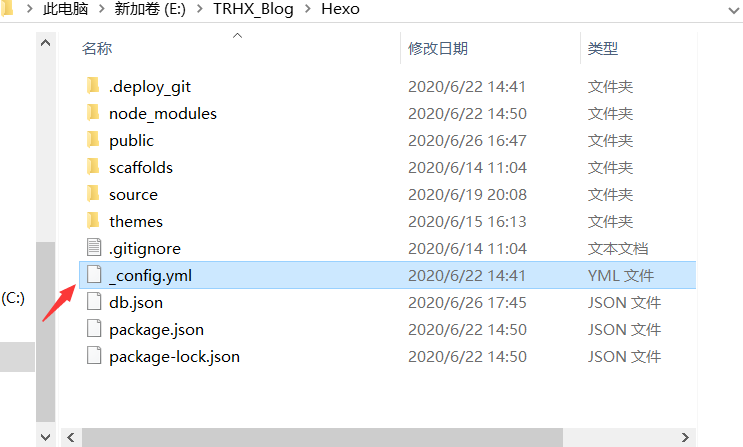 此电脑 > 新加卷 (E:) > TRHX_Blog > Hexo
名称 修改日期 类型
.deploy_git 2020/6/22 14:41 文件夹
node_modules 2020/6/22 14:50 文件夹
public 2020/6/26 16:47 文件夹
scaffolds 2020/6/14 11:04 文件夹
source 2020/6/19 20:08 文件夹
themes 2020/6/15 16:13 文件夹
.gitignore 2020/6/14 11:04 文本文档
_config.yml 2020/6/22 14:41 YML 文件
(C:)
db.json 2020/6/26 17:45 JSON 文件
package.json 2020/6/22 14:50 JSON 文件
package-lock.json 2020/6/22 14:50 JSON 文件